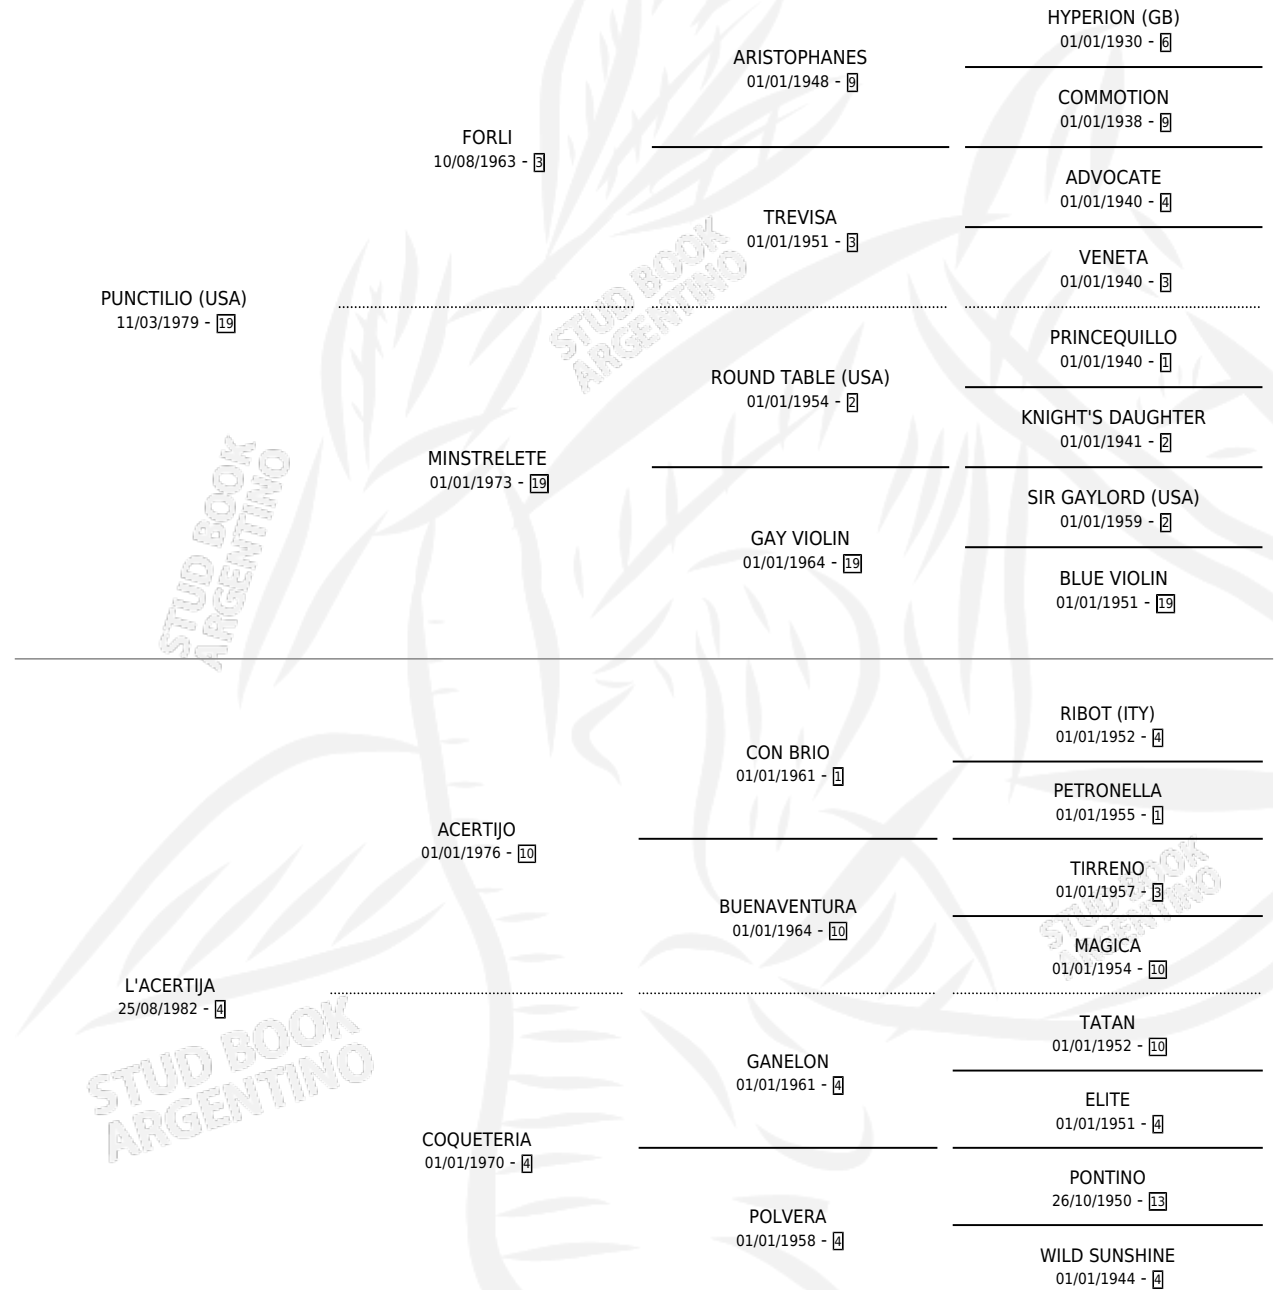 HYPERION (GB)
01/01/1930 - 6
ARISTOPHANES
01/01/1948 - 9
COMMOTION
01/01/1938 - 9
FORLI
10/08/1963 - 3
ADVOCATE
01/01/1940 - 4
TREVISA
01/01/1951 - 3
VENETA
01/01/1940 - 3
PUNCTILIO (USA)
11/03/1979 - 19
PRINCEQUILLO
01/01/1940 - 1
ROUND TABLE (USA)
01/01/1954 - 2
KNIGHT'S DAUGHTER
01/01/1941 - 2
MINSTRELETE
01/01/1973 - 19
SIR GAYLORD (USA)
01/01/1959 - 2
GAY VIOLIN
01/01/1964 - 19
BLUE VIOLIN
01/01/1951 - 19
STUD BOOK
ARGENTINO
STUD BOOK
ARGENTINO
RIBOT (ITY)
01/01/1952 - 4
CON BRIO
01/01/1961 - 1
PETRONELLA
01/01/1955 - 1
ACERTIJO
01/01/1976 - 10
TIRRENO
01/01/1957 - 3
BUENAVENTURA
01/01/1964 - 10
MAGICA
01/01/1954 - 10
STUD BOOK
ARGENTINO
L'ACERTIJA
25/08/1982 - 4
TATAN
01/01/1952 - 10
GANELON
01/01/1961 - 4
ELITE
01/01/1951 - 4
COQUETERIA
01/01/1970 - 4
PONTINO
26/10/1950 - 13
POLVERA
01/01/1958 - 4
WILD SUNSHINE
01/01/1944 - 4
STUD BOOK
ARGENTINO